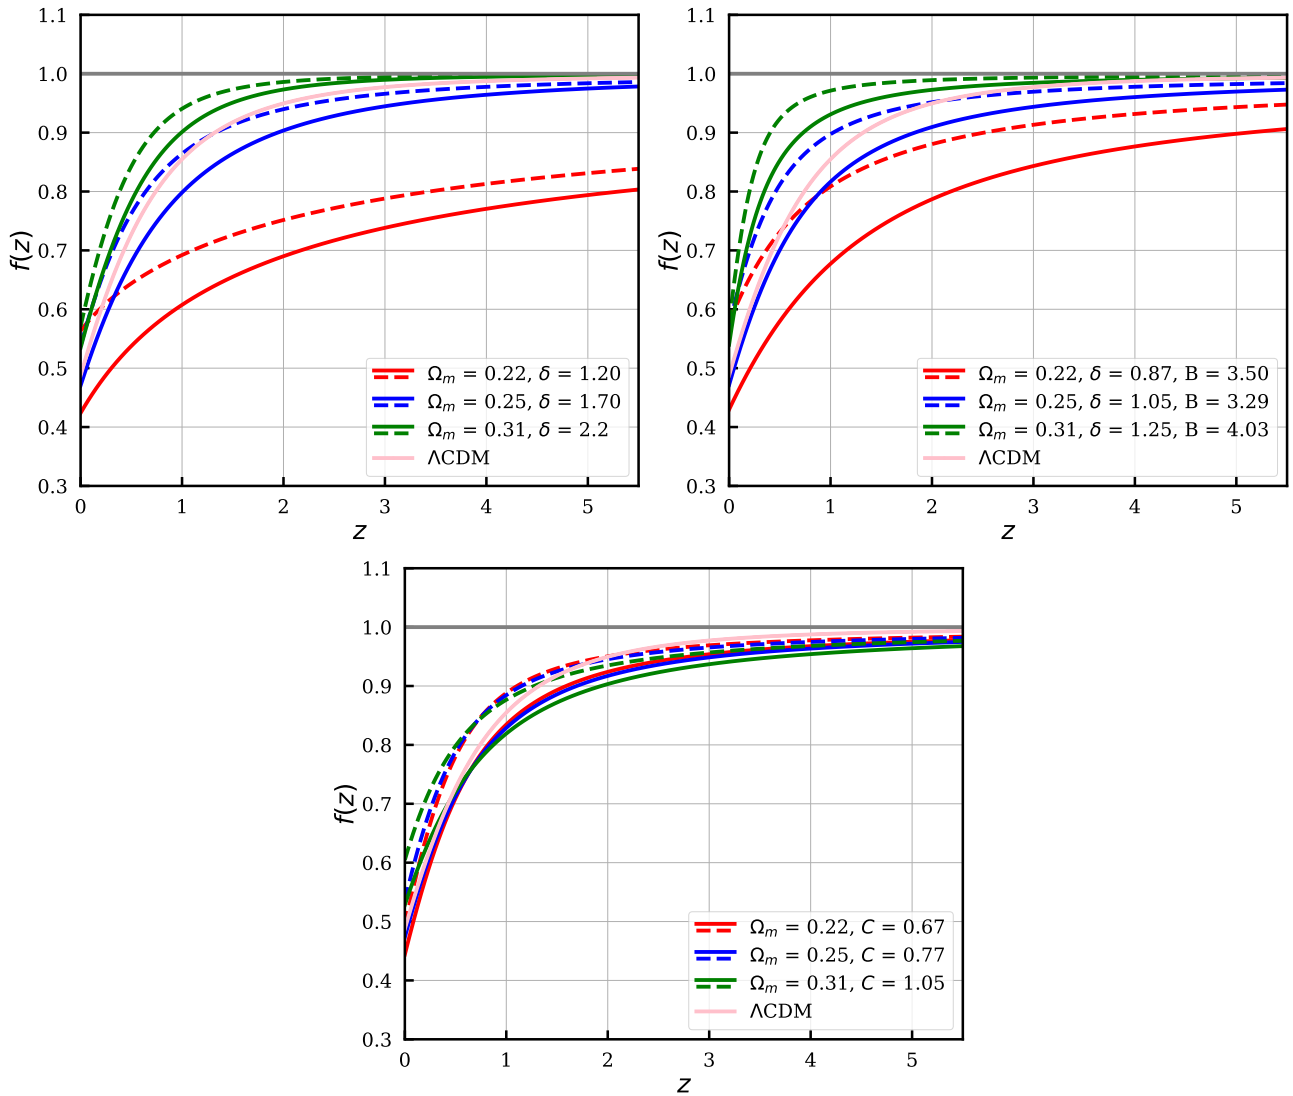 1.1
1.0
0.9
0.8
0.7
0.6
0.5
0.4
0.3
f(z)
0 1 2 3 4 5
z
Ωm = 0.22, δ = 1.20
Ωm = 0.25, δ = 1.70
Ωm = 0.31, δ = 2.2
ΛCDM
1.1
1.0
0.9
0.8
0.7
0.6
0.5
0.4
0.3
f(z)
0 1 2 3 4 5
z
Ωm = 0.22, δ = 0.87, B = 3.50
Ωm = 0.25, δ = 1.05, B = 3.29
Ωm = 0.31, δ = 1.25, B = 4.03
ΛCDM
1.1
1.0
0.9
0.8
0.7
0.6
0.5
0.4
0.3
f(z)
0 1 2 3 4 5
z
Ωm = 0.22, C = 0.67
Ωm = 0.25, C = 0.77
Ωm = 0.31, C = 1.05
ΛCDM